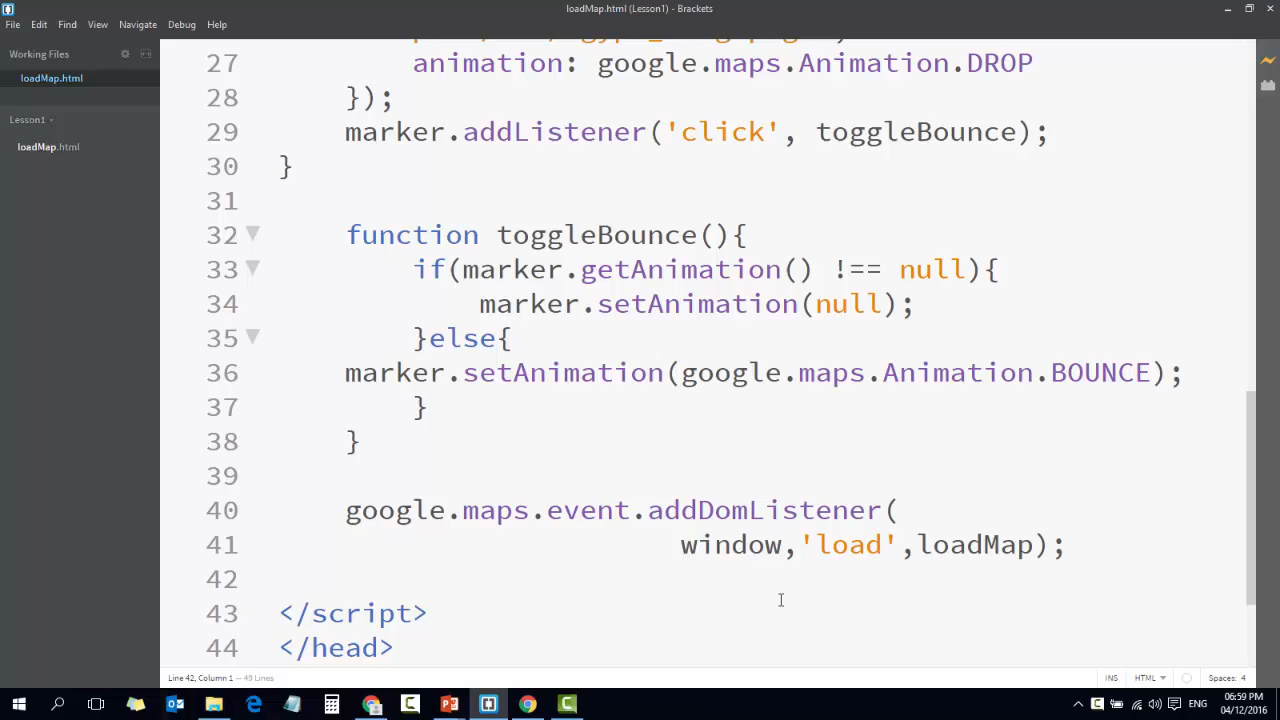 loadMap.html (Lesson1) - Brackets
File Edit Find View Navigate Debug Help
Working Files
loadMap.html
Lesson1
loadMap.html
27 animation: google.maps.Animation.DROP
28 });
29 marker.addListener('click', toggleBounce);
30 }
31
32 function toggleBounce(){
33 if(marker.getAnimation() !== null){
34 marker.setAnimation(null);
35 }else{
36 marker.setAnimation(google.maps.Animation.BOUNCE);
37 }
38 }
39
40 google.maps.event.addDomListener(
41 window,'load',loadMap);
42
43 </script>
44 </head>
Line 42, Column 1 — 49 Lines
INS HTML Spaces: 4
ENG
06:59 PM
04/12/2016